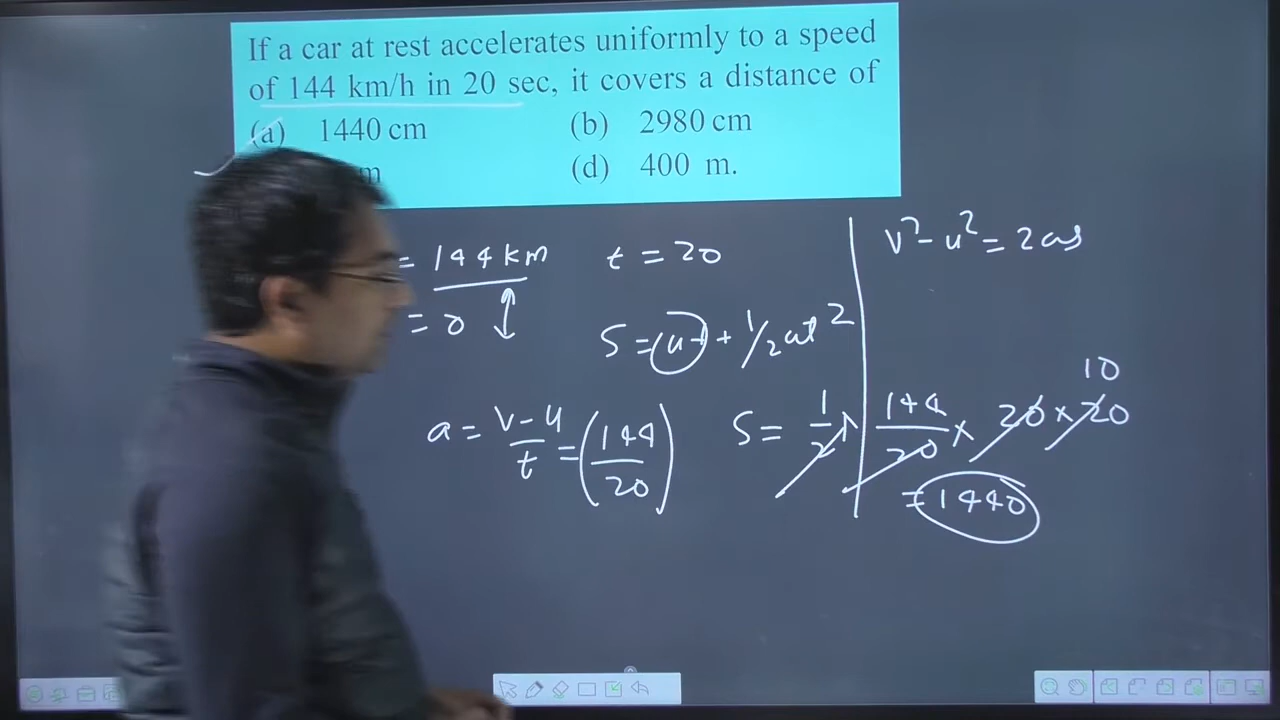 If a car at rest accelerates uniformly to a speed
of 144 km/h in 20 sec, it covers a distance of
(a) 1440 cm (b) 2980 cm
m (d) 400 m.
= 144 km t = 20
= 0
S = ut + 1/2 at²
a = v-u/t = (144/20)
v² - u² = 2as
10
S = 1/2 × 144/20 × 20 × 20
= 1440